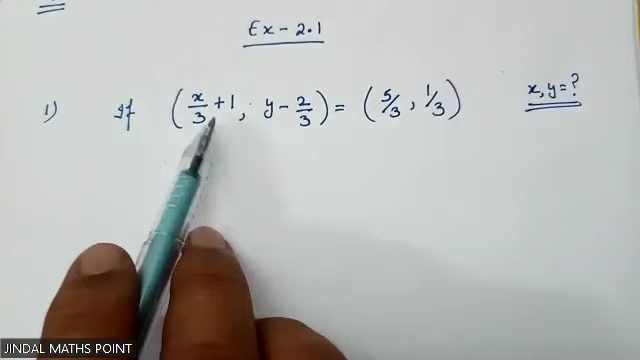 Ex - 2.1
1) If (x/3 + 1, y - 2/3) = (5/3, 1/3) x, y = ?
JINDAL MATHS POINT